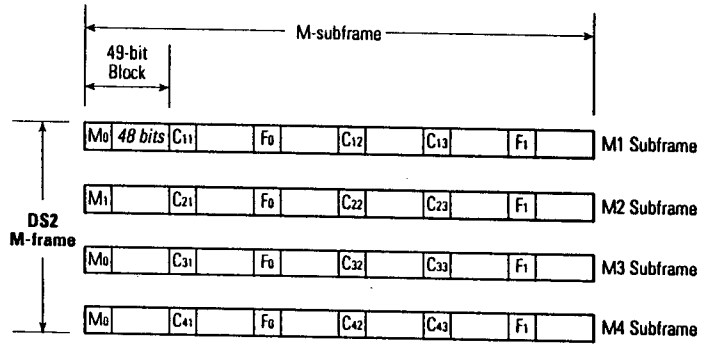 M-subframe
49-bit
Block
M0 48 bits C11 F0 C12 C13 F1 M1 Subframe
M1 C21 F0 C22 C23 F1 M2 Subframe
DS2
M-frame
M0 C31 F0 C32 C33 F1 M3 Subframe
M0 C41 F0 C42 C43 F1 M4 Subframe